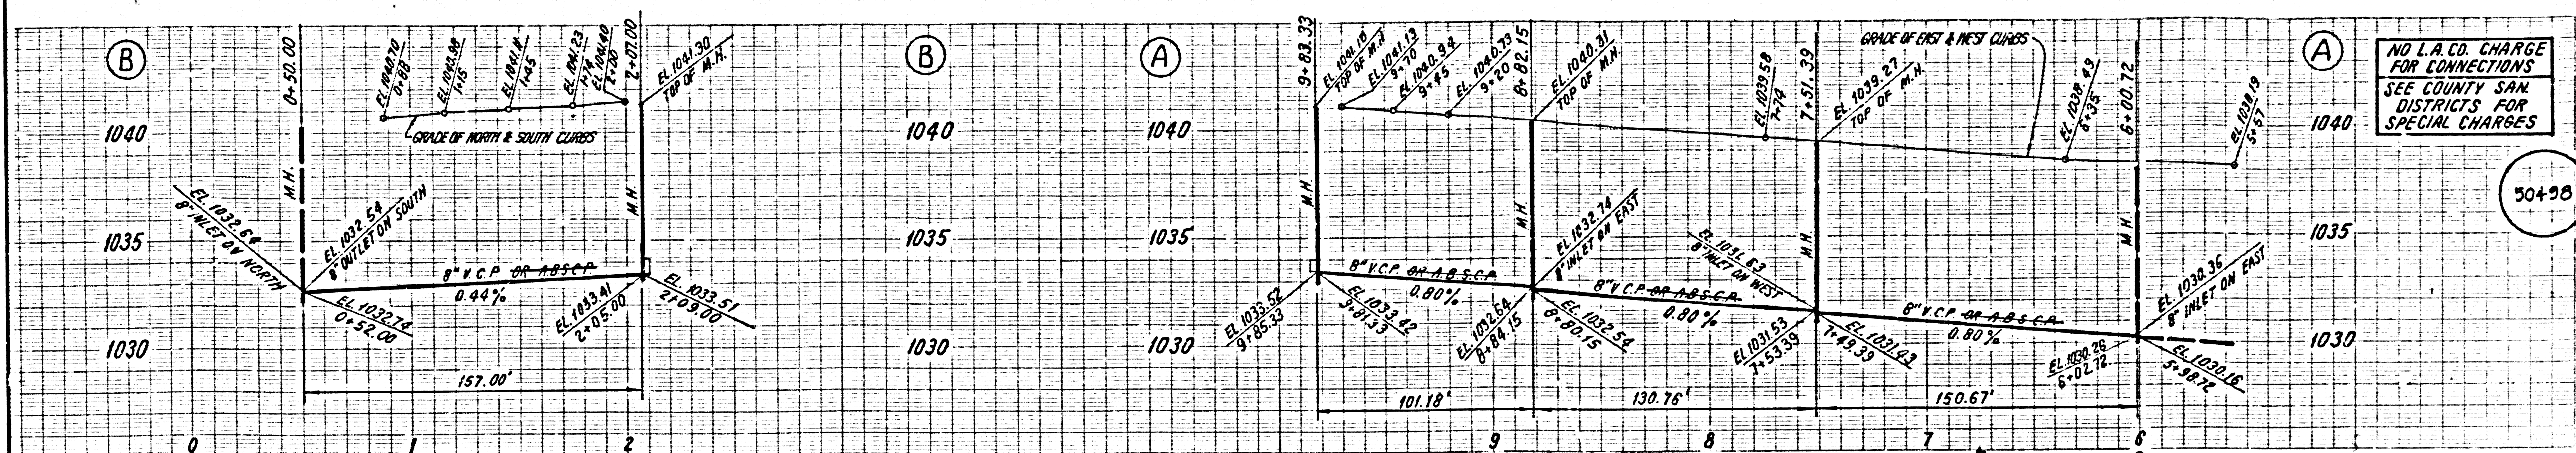 B
1040
1035
1030
0+50.00
M.H.
EL 1040.70
0+88
EL 1040.98
1+15
EL 1041.11
1+45
EL 1041.23
1+74
EL 1041.40
2+00
2+07.00
EL 1041.30
TOP OF M.H.
GRADE OF NORTH & SOUTH CURBS
M.H.
EL 1032.64
8" INLET ON NORTH
EL 1032.54
8" OUTLET ON SOUTH
8" V.C.P. OR A.B.S.C.P.
0.44%
EL. 1032.74
0+52.00
EL. 1033.41
2+05.00
EL. 1033.51
2+09.00
157.00'
0
1
2
B
1040
1035
1030
A
1040
1035
1030
9+83.33
M.H.
EL 1041.18
TOP OF M.H.
EL 1041.13
9+70
EL 1040.94
9+45
EL. 1040.73
9+20
8+82.15
M.H.
EL 1040.31
TOP OF M.H.
EL 1039.58
7+74
7+51.39
M.H.
EL 1039.27
TOP OF M.H.
GRADE OF EAST & WEST CURBS
EL 1038.49
6+35
6+00.72
M.H.
EL 1038.19
5+57
8" V.C.P. OR A.B.S.C.P.
0.80%
EL. 1032.74
8" INLET ON EAST
8" V.C.P. OR A.B.S.C.P.
0.80%
EL 1031.63
8" INLET ON WEST
8" V.C.P. OR A.B.S.C.P.
0.80%
EL. 1030.36
8" INLET ON EAST
EL 1033.52
9+85.33
EL 1033.42
9+81.33
EL. 1032.64
8+84.15
EL. 1032.54
8+80.15
EL 1031.53
7+53.39
EL. 1031.43
7+49.39
EL. 1030.26
6+02.72
EL. 1030.16
5+98.72
101.18'
130.76'
150.67'
9
8
7
6
A
1040
1035
1030
NO L.A. CO. CHARGE
FOR CONNECTIONS
SEE COUNTY SAN.
DISTRICTS FOR
SPECIAL CHARGES
50498